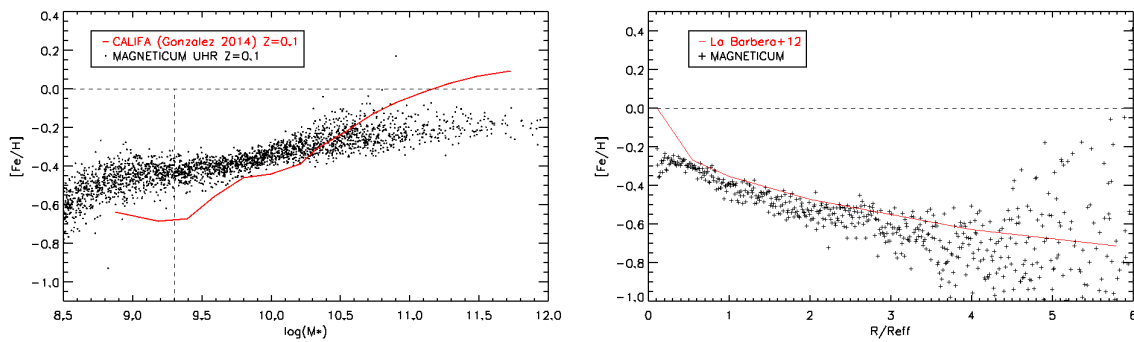 0.4
0.2
0.0
−0.2
−0.4
−0.6
−0.8
−1.0
[Fe/H]
− CALIFA (Gonzalez 2014) Z=0.1
· MAGNETICUM UHR Z=0.1
8.5 9.0 9.5 10.0 10.5 11.0 11.5 12.0
log(M*)
0.4
0.2
0.0
−0.2
−0.4
−0.6
−0.8
−1.0
[Fe/H]
− La Barbera+12
+ MAGNETICUM
0 1 2 3 4 5 6
R/Reff